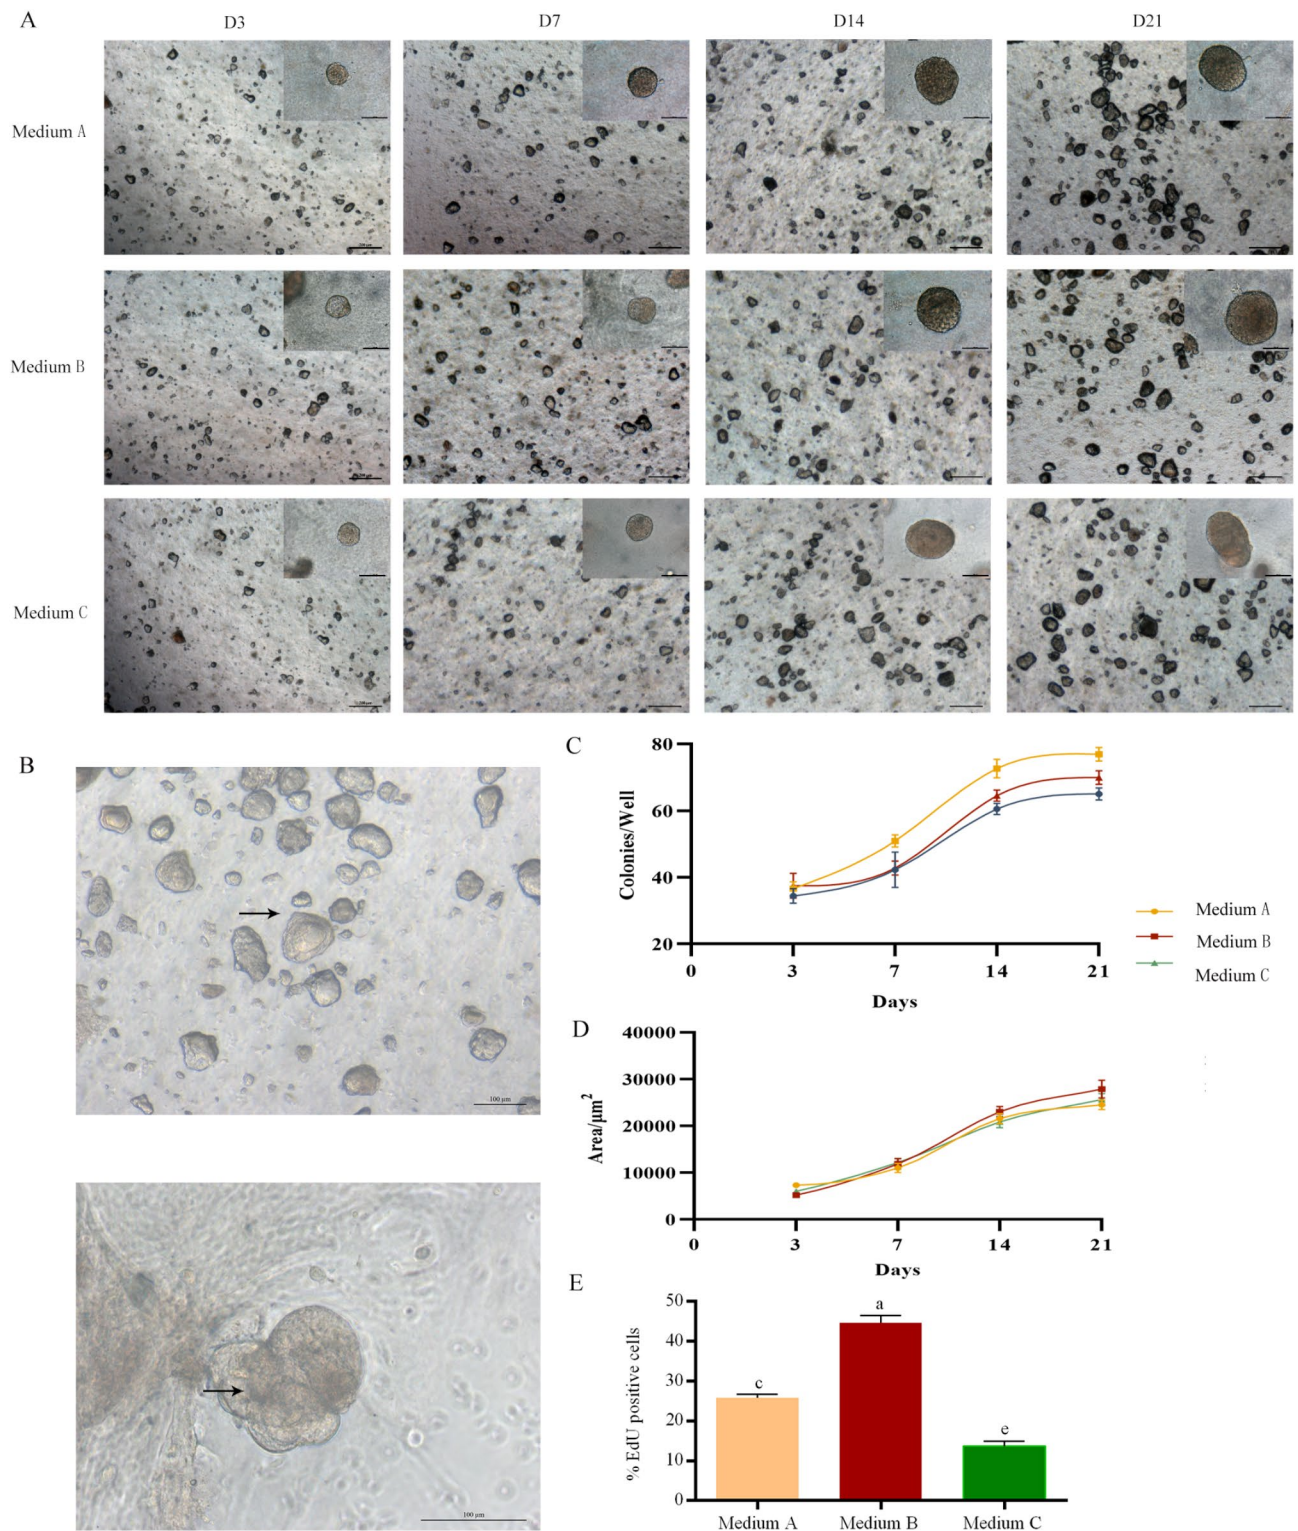 A
D3 D7 D14 D21
Medium A
Medium B
Medium C
B
100 μm
100 μm
C
Colonies/Well
80
60
40
20
0 3 7 14 21
Days
Medium A
Medium B
Medium C
D
Area/μm²
40000
30000
20000
10000
0
0 3 7 14 21
Days
E
% EdU positive cells
50
40
30
20
10
0
c
a
e
Medium A Medium B Medium C